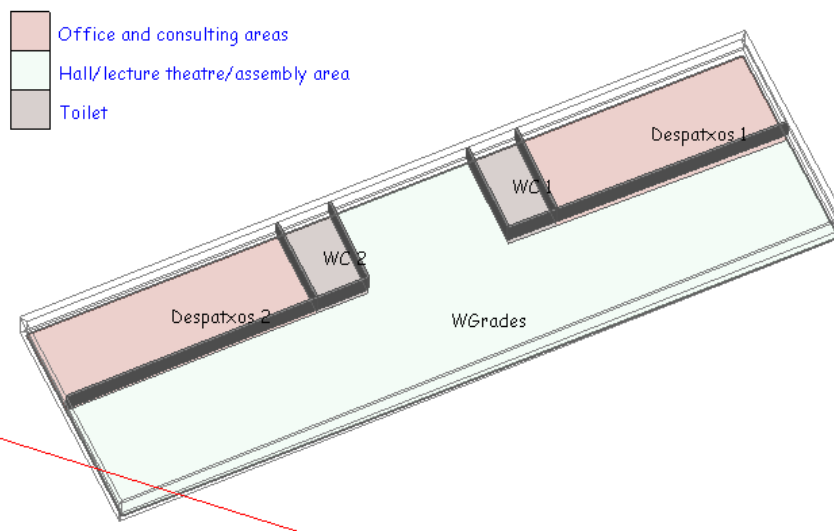 Office and consulting areas
Hall/lecture theatre/assembly area
Toilet
Despatxos 1
WC 1
WC 2
Despatxos 2
WGrades